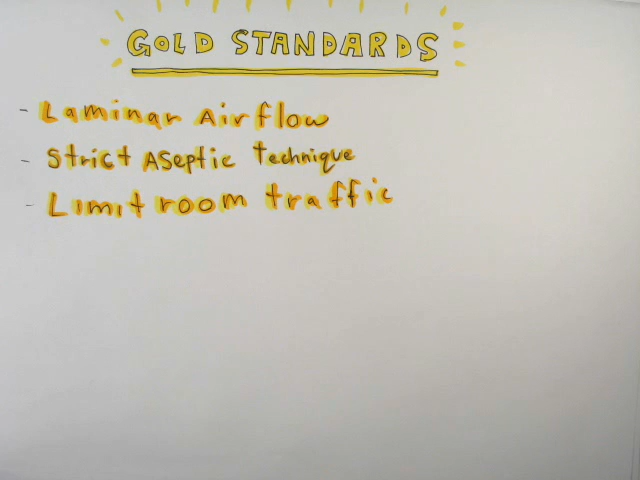 GOLD STANDARDS
- Laminar Airflow
- Strict Aseptic Technique
- Limit room traffic